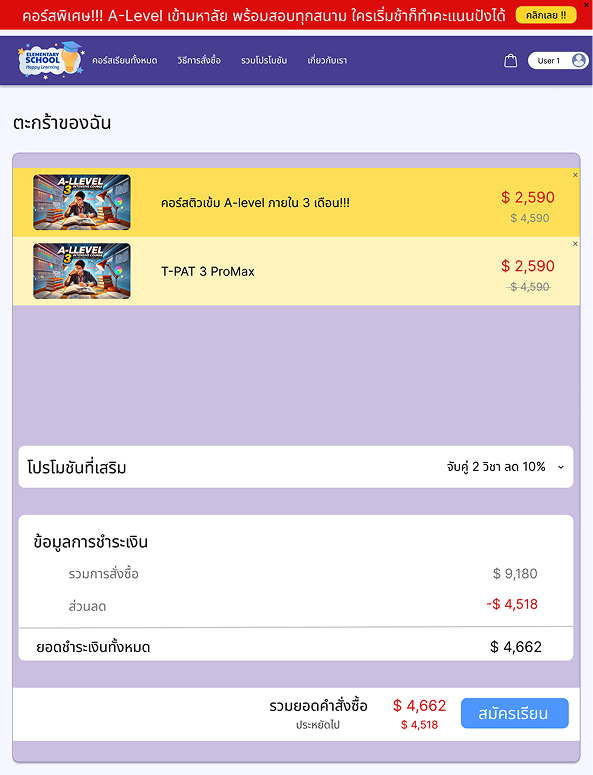 คอร์สพิเศษ!!! A-Level เข้ามหาลัย พร้อมสอบทุกสนาม ใครเริ่มช้าก็ทำคะแนนปังได้ คลิกเลย !! ×
ELEMENTARY
SCHOOL
Happy Learning
คอร์สเรียนทั้งหมด วิธีการสั่งซื้อ รวมโปรโมชัน เกี่ยวกับเรา User 1
ตะกร้าของฉัน
A-LLEVEL
3 INTENSIVE COURSE
คอร์สติวเข้ม A-level ภายใน 3 เดือน!!!
$ 2,590
$ 4,590
A-LLEVEL
3 INTENSIVE COURSE
T-PAT 3 ProMax
$ 2,590
$ 4,590
โปรโมชันที่เสริม จับคู่ 2 วิชา ลด 10%
ข้อมูลการชำระเงิน
รวมการสั่งซื้อ $ 9,180
ส่วนลด -$ 4,518
ยอดชำระเงินทั้งหมด $ 4,662
รวมยอดคำสั่งซื้อ $ 4,662
ประหยัดไป $ 4,518
สมัครเรียน